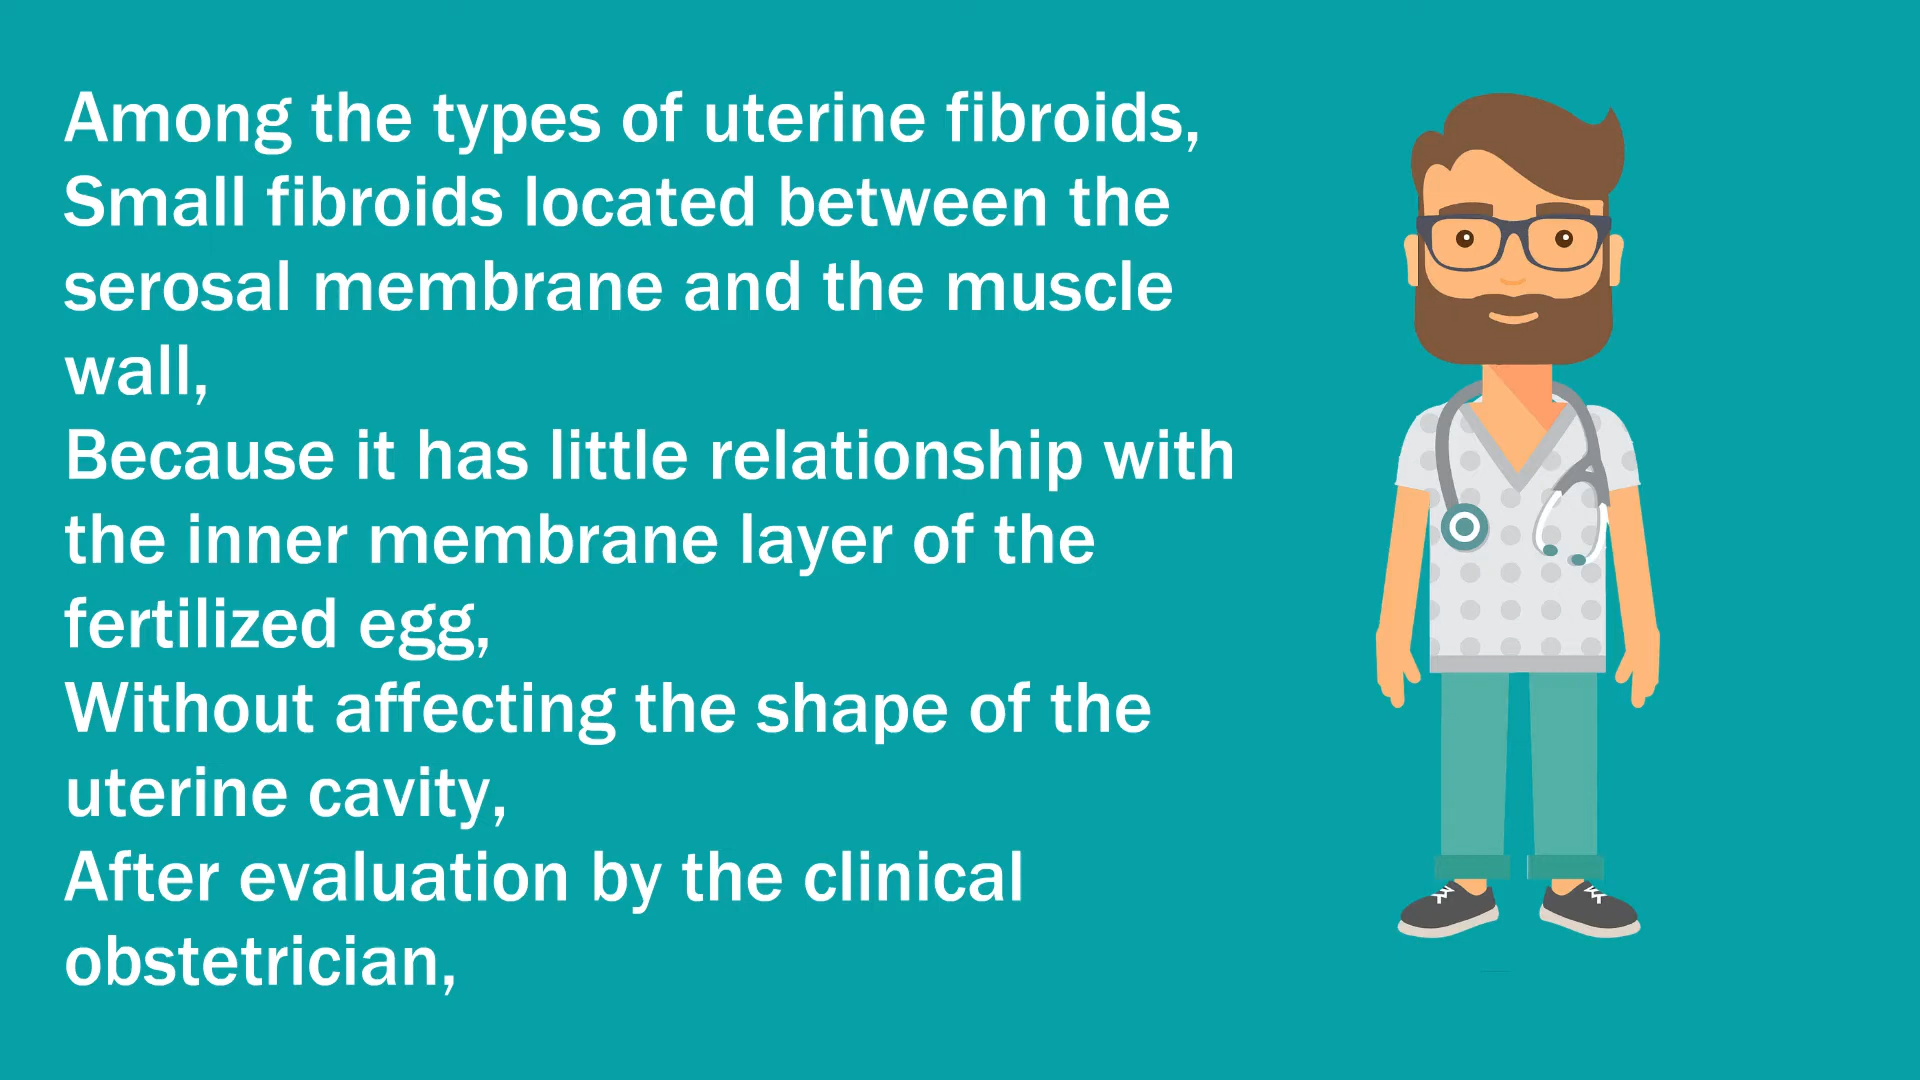 Among the types of uterine fibroids,
Small fibroids located between the
serosal membrane and the muscle
wall,
Because it has little relationship with
the inner membrane layer of the
fertilized egg,
Without affecting the shape of the
uterine cavity,
After evaluation by the clinical
obstetrician,